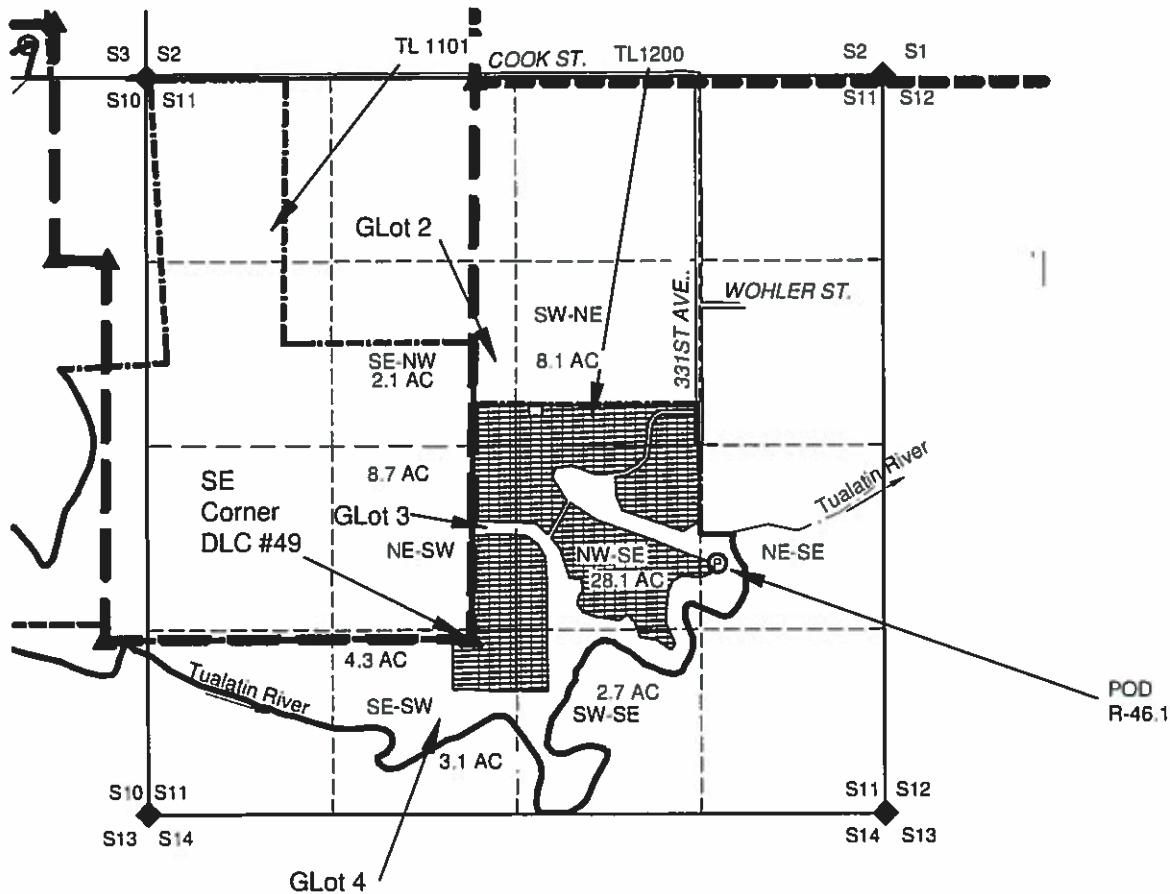 S3 S2
TL 1101
COOK ST.
TL1200
S2 S1
S10 S11
S11 S12
GLot 2
SW-NE
8.1 AC
331ST AVE..
WOHLER ST.
SE-NW
2.1 AC
SE
Corner
DLC #49
8.7 AC
GLot 3
NE-SW
Tualatin River
NW-SE
28.1 AC
NE-SE
P
4.3 AC
Tualatin River
SE-SW
2.7 AC
SW-SE
POD
R-46.1
3.1 AC
S10 S11
S13 S14
S11 S12
S14 S13
GLot 4